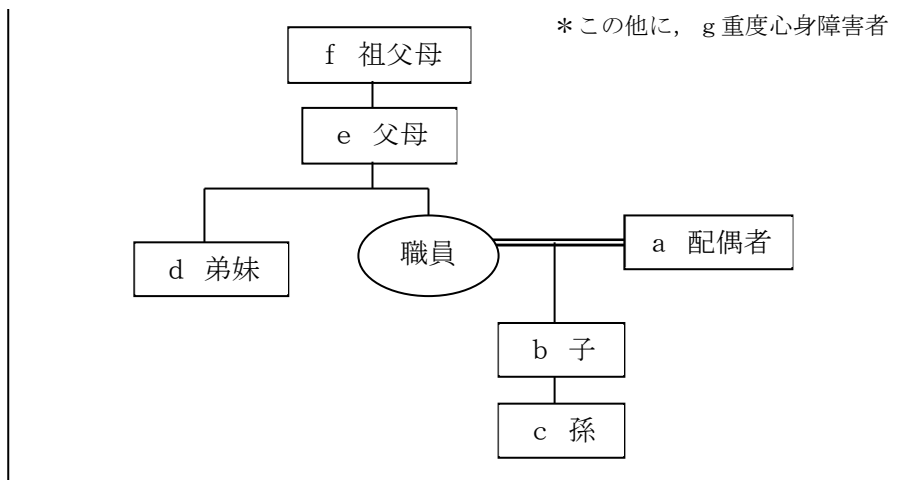 ＊この他に，ｇ重度心身障害者
ｆ 祖父母
ｅ 父母
職員
ａ 配偶者
ｄ 弟妹
ｂ 子
ｃ 孫